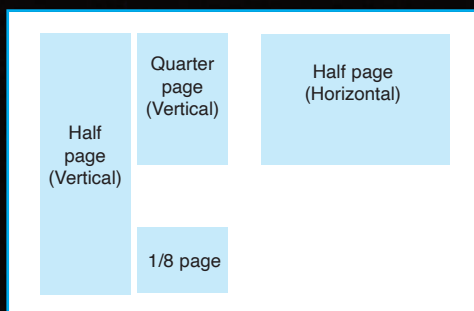 Half
page
(Vertical)
Quarter
page
(Vertical)
1/8 page
Half page
(Horizontal)